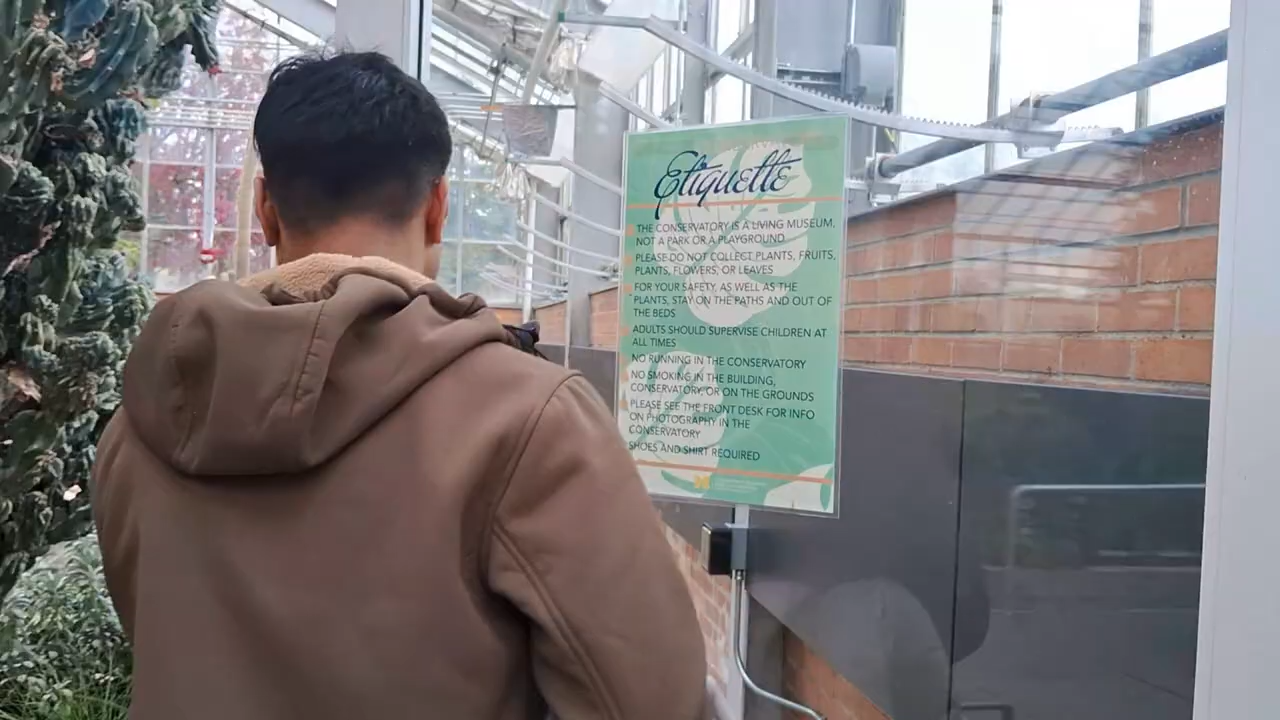 Etiquette
THE CONSERVATORY IS A LIVING MUSEUM,
NOT A PARK OR A PLAYGROUND
PLEASE DO NOT COLLECT PLANTS, FRUITS,
PLANTS, FLOWERS, OR LEAVES
FOR YOUR SAFETY, AS WELL AS THE
PLANTS, STAY ON THE PATHS AND OUT OF
THE BEDS
ADULTS SHOULD SUPERVISE CHILDREN AT
ALL TIMES
NO RUNNING IN THE CONSERVATORY
NO SMOKING IN THE BUILDING,
CONSERVATORY, OR ON THE GROUNDS
PLEASE SEE THE FRONT DESK FOR INFO
ON PHOTOGRAPHY IN THE
CONSERVATORY
SHOES AND SHIRT REQUIRED